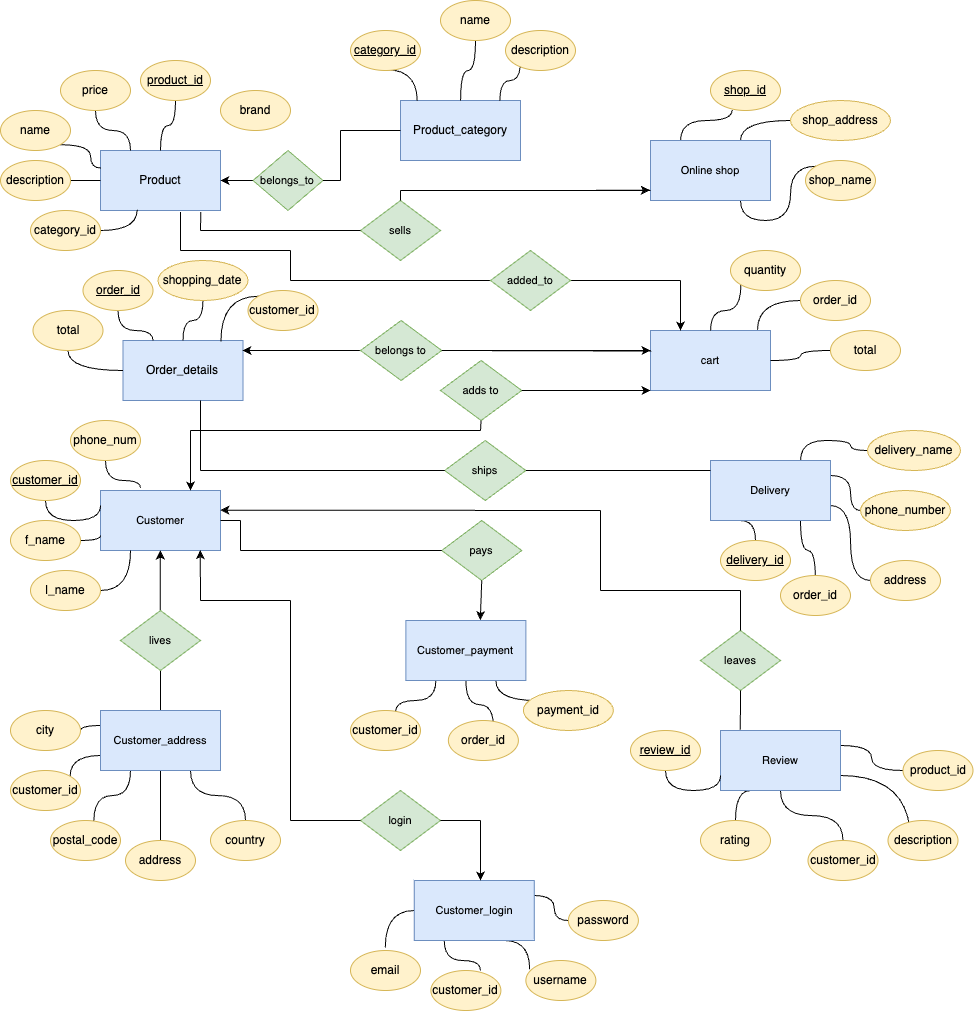 name
category_id
description
price
product_id
brand
name
Product_category
shop_id
shop_address
Online shop
shop_name
description
Product
belongs_to
category_id
sells
quantity
order_id
shopping_date
added_to
order_id
customer_id
total
Order_details
belongs to
cart
total
adds to
phone_num
customer_id
f_name
l_name
Customer
ships
Delivery
delivery_name
phone_number
address
order_id
delivery_id
pays
lives
Customer_payment
leaves
customer_id
order_id
payment_id
city
Customer_address
customer_id
postal_code
address
country
review_id
Review
product_id
rating
customer_id
description
login
Customer_login
password
email
customer_id
username